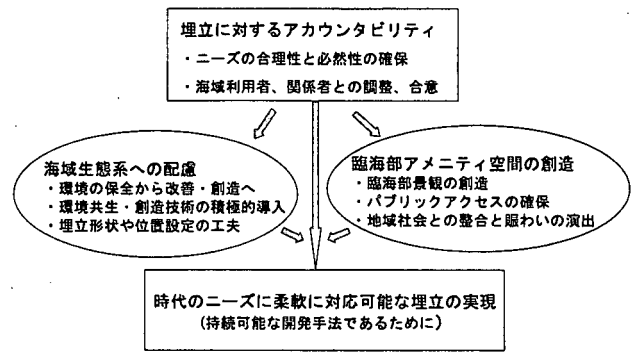 埋立に対するアカウンタビリティ
・ニーズの合理性と必然性の確保
・海域利用者、関係者との調整、合意
海域生態系への配慮
・環境の保全から改善・創造へ
・環境共生・創造技術の積極的導入
・埋立形状や位置設定の工夫
臨海部アメニティ空間の創造
・臨海部景観の創造
・パブリックアクセスの確保
・地域社会との整合と賑わいの演出
時代のニーズに柔軟に対応可能な埋立の実現
(持続可能な開発手法であるために)